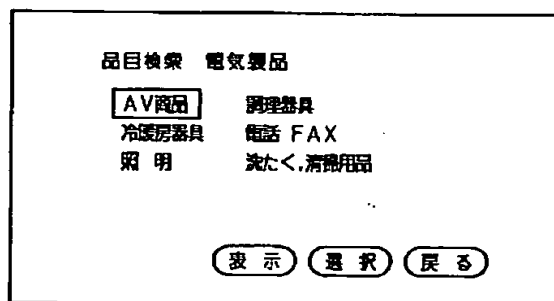 品目検索 電気製品
AV商品 調理器具
冷暖房器具 電話 FAX
照 明 洗たく,清掃用品
表 示 選 択 戻 る